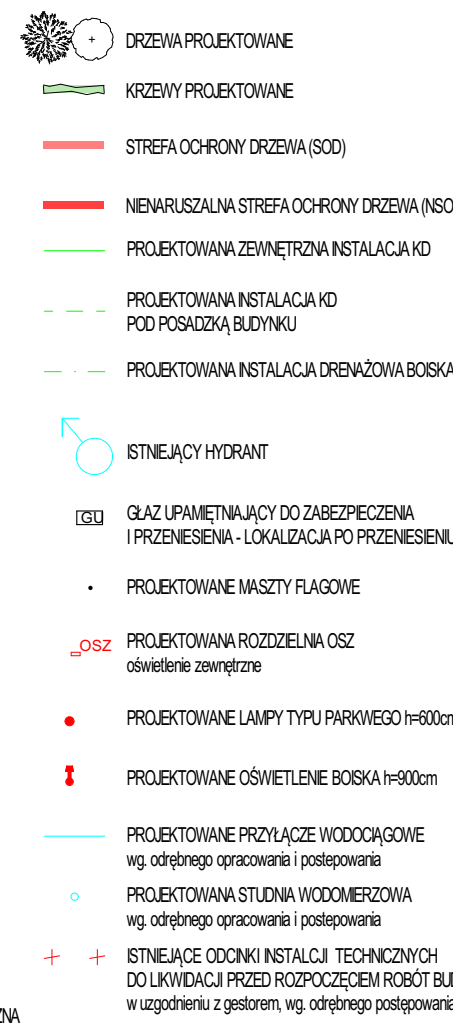 DRZEWA PROJEKTOWANE
KRZEWY PROJEKTOWANE
STREFA OCHRONY DRZEWA (SOD)
NIENARUSZALNA STREFA OCHRONY DRZEWA (NSO
PROJEKTOWANA ZEWNĘTRZNA INSTALACJA KD
PROJEKTOWANA INSTALACJA KD
POD POSADZKĄ BUDYNKU
PROJEKTOWANA INSTALACJA DRENAŻOWA BOISKA
ISTNIEJĄCY HYDRANT
GU GŁAZ UPAMIĘTNIAJĄCY DO ZABEZPIECZENIA
I PRZENIESIENIA - LOKALIZACJA PO PRZENIESIENIU
PROJEKTOWANE MASZTY FLAGOWE
OSZ PROJEKTOWANA ROZDZIELNIA OSZ
oświetlenie zewnętrzne
PROJEKTOWANE LAMPY TYPU PARKWEGO h=600cm
PROJEKTOWANE OŚWIETLENIE BOISKA h=900cm
PROJEKTOWANE PRZYŁĄCZE WODOCIĄGOWE
wg. odrębnego opracowania i postepowania
PROJEKTOWANA STUDNIA WODOMIERZOWA
wg. odrębnego opracowania i postepowania
ISTNIEJĄCE ODCINKI INSTALCJI TECHNICZNYCH
DO LIKWIDACJI PRZED ROZPOCZĘCIEM ROBÓT BUD
w uzgodnieniu z gestorem, wg. odrębnego postępowania
ZNA